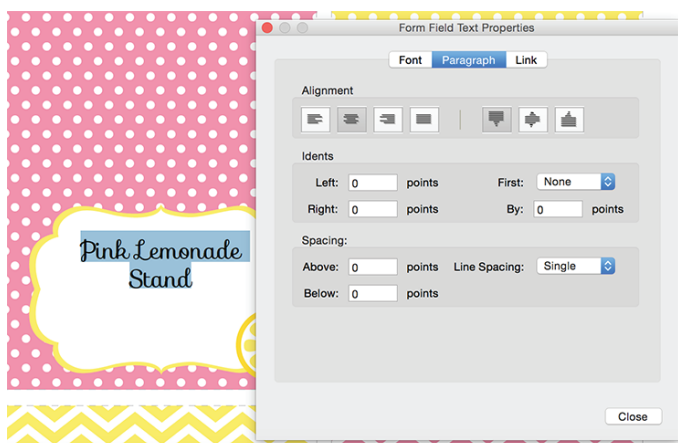 Form Field Text Properties
Font Paragraph Link
Alignment
Idents
Left: 0 points First: None
Right: 0 points By: 0 points
Spacing:
Above: 0 points Line Spacing: Single
Below: 0 points
Close
Pink Lemonade
Stand